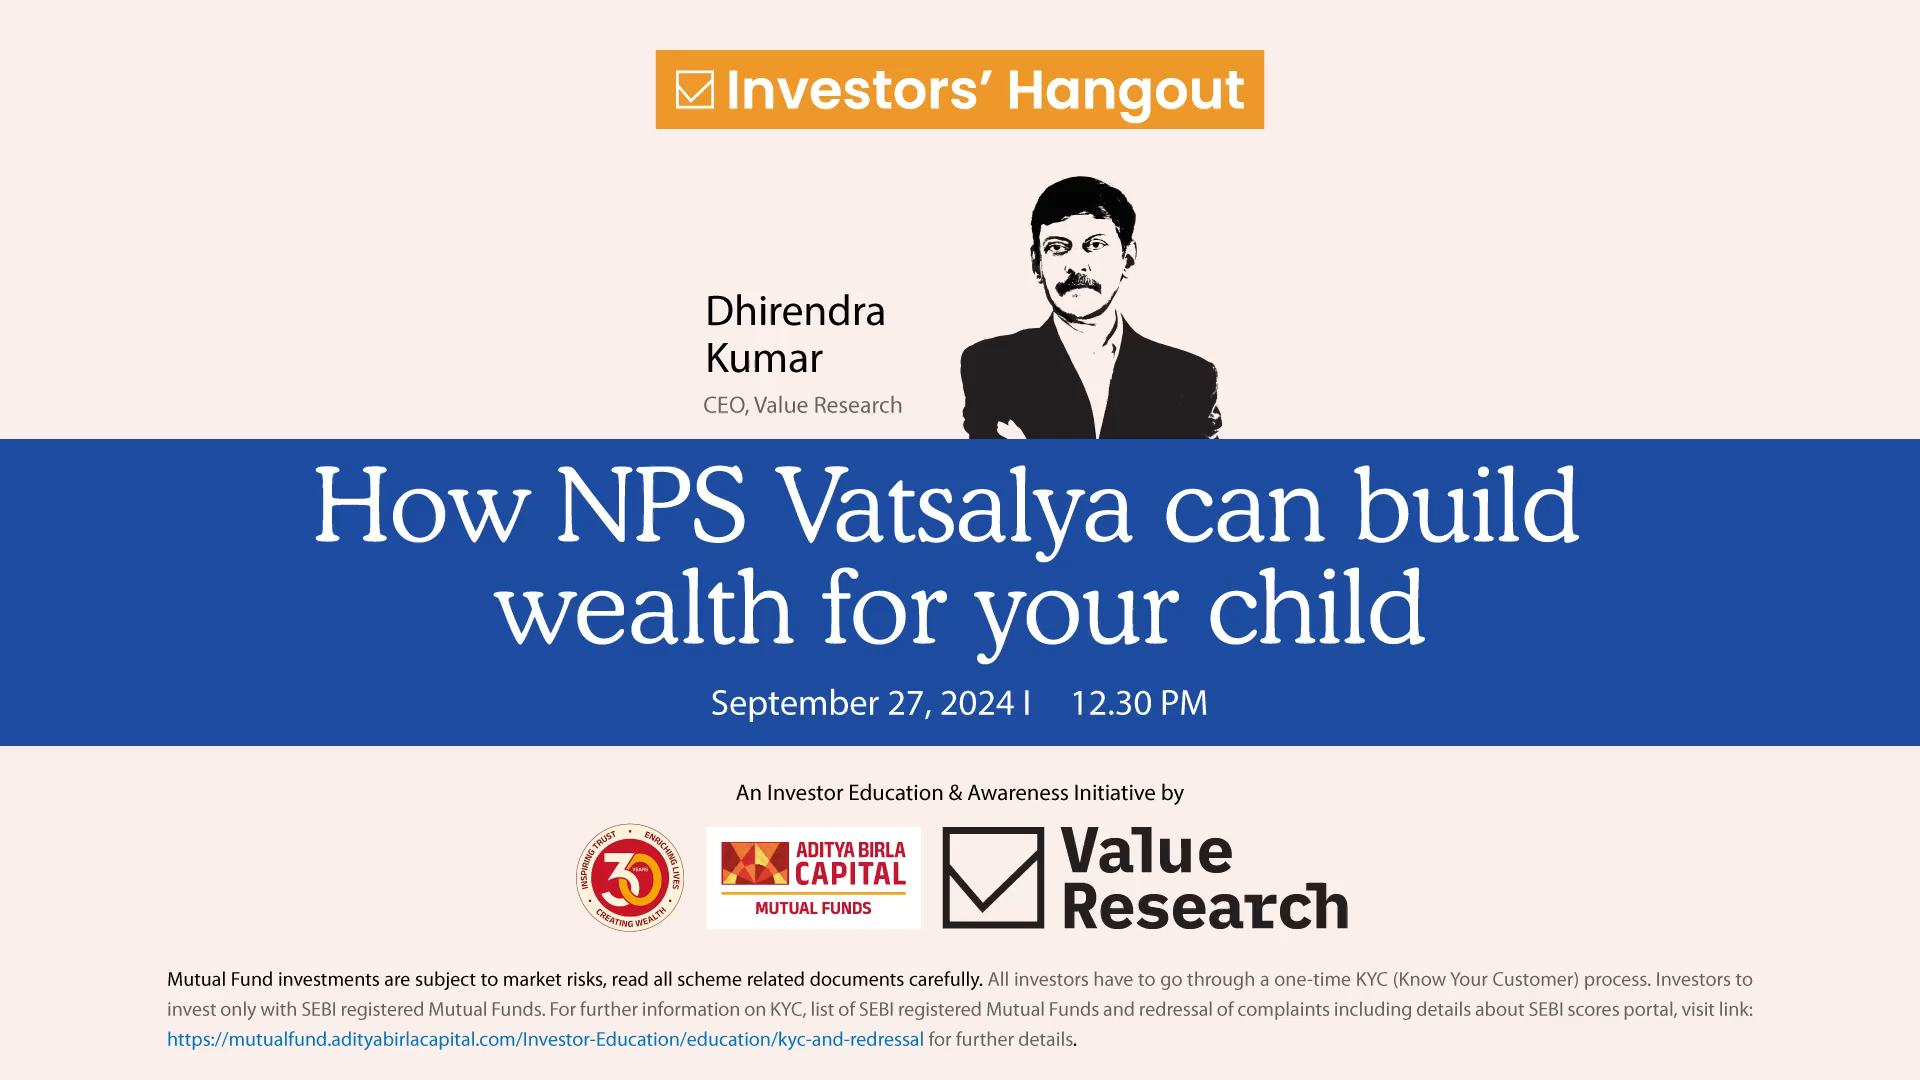 Investors’ Hangout
Dhirendra
Kumar
CEO, Value Research
How NPS Vatsalya can build
wealth for your child
September 27, 2024 I 12.30 PM
An Investor Education & Awareness Initiative by
INSPIRING TRUST • ENRICHING LIVES • CREATING WEALTH •
30 YEARS
ADITYA BIRLA
CAPITAL
MUTUAL FUNDS
Value
Research
Mutual Fund investments are subject to market risks, read all scheme related documents carefully. All investors have to go through a one-time KYC (Know Your Customer) process. Investors to
invest only with SEBI registered Mutual Funds. For further information on KYC, list of SEBI registered Mutual Funds and redressal of complaints including details about SEBI scores portal, visit link:
https://mutualfund.adityabirlacapital.com/Investor-Education/education/kyc-and-redressal for further details.